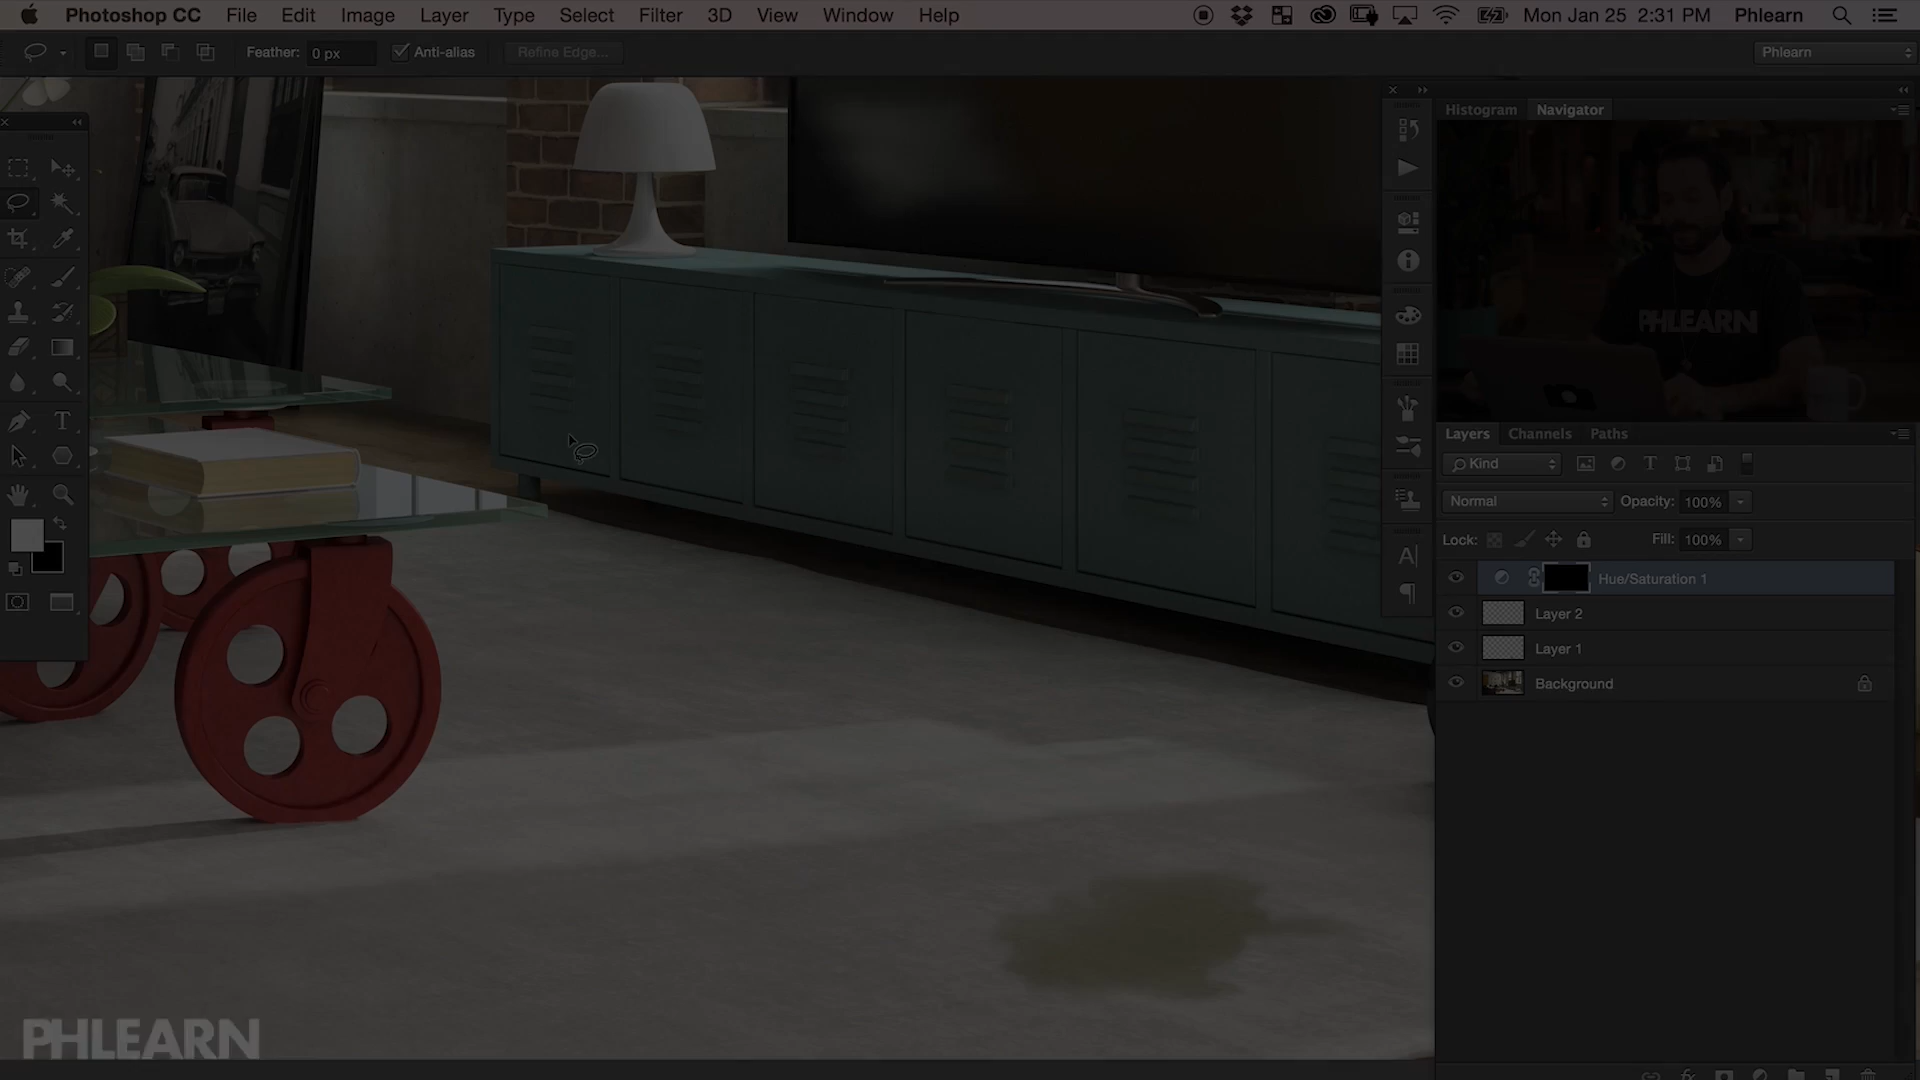 Photoshop CC File Edit Image Layer Type Select Filter 3D View Window Help Mon Jan 25 2:31 PM Phlearn
Feather: 0 px Anti-alias Refine Edge... Phlearn
Histogram Navigator
PHLEARN
Layers Channels Paths
Kind
Normal Opacity: 100%
Lock: Fill: 100%
Hue/Saturation 1
Layer 2
Layer 1
Background
PHLEARN